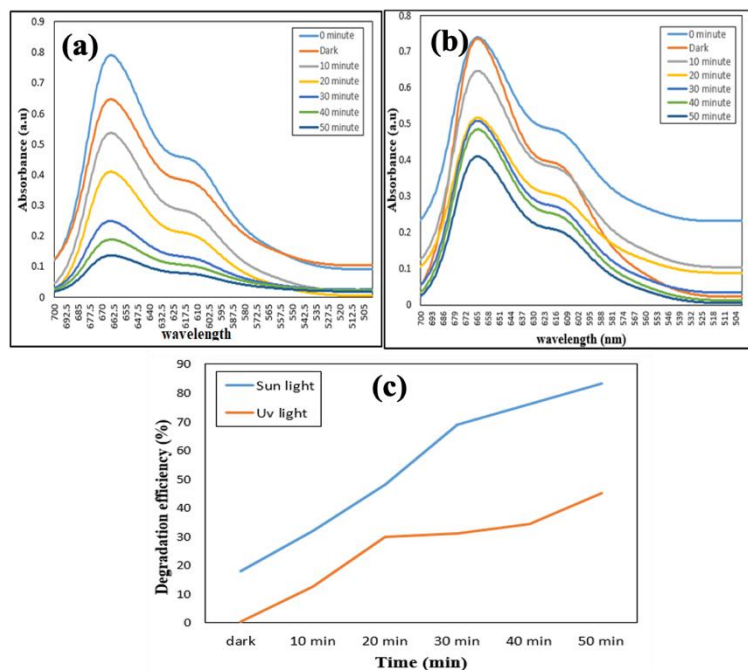 (a)
0 minute
Dark
10 minute
20 minute
30 minute
40 minute
50 minute
Absorbance (a.u)
0.9
0.8
0.7
0.6
0.5
0.4
0.3
0.2
0.1
0
700 692.5 685 677.5 670 662.5 655 647.5 640 632.5 625 617.5 610 602.5 595 587.5 580 572.5 565 557.5 550 542.5 535 527.5 520 512.5 505
wavelength
(b)
0 minute
Dark
10 minute
20 minute
30 minute
40 minute
50 minute
Absorbance (a.u)
0.8
0.7
0.6
0.5
0.4
0.3
0.2
0.1
0
700 693 686 679 672 665 658 651 644 637 630 623 616 609 602 595 588 581 574 567 560 553 546 539 532 525 518 511 504
wavelength (nm)
(c)
Sun light
Uv light
Degradation efficiency (%)
90
80
70
60
50
40
30
20
10
0
dark 10 min 20 min 30 min 40 min 50 min
Time (min)